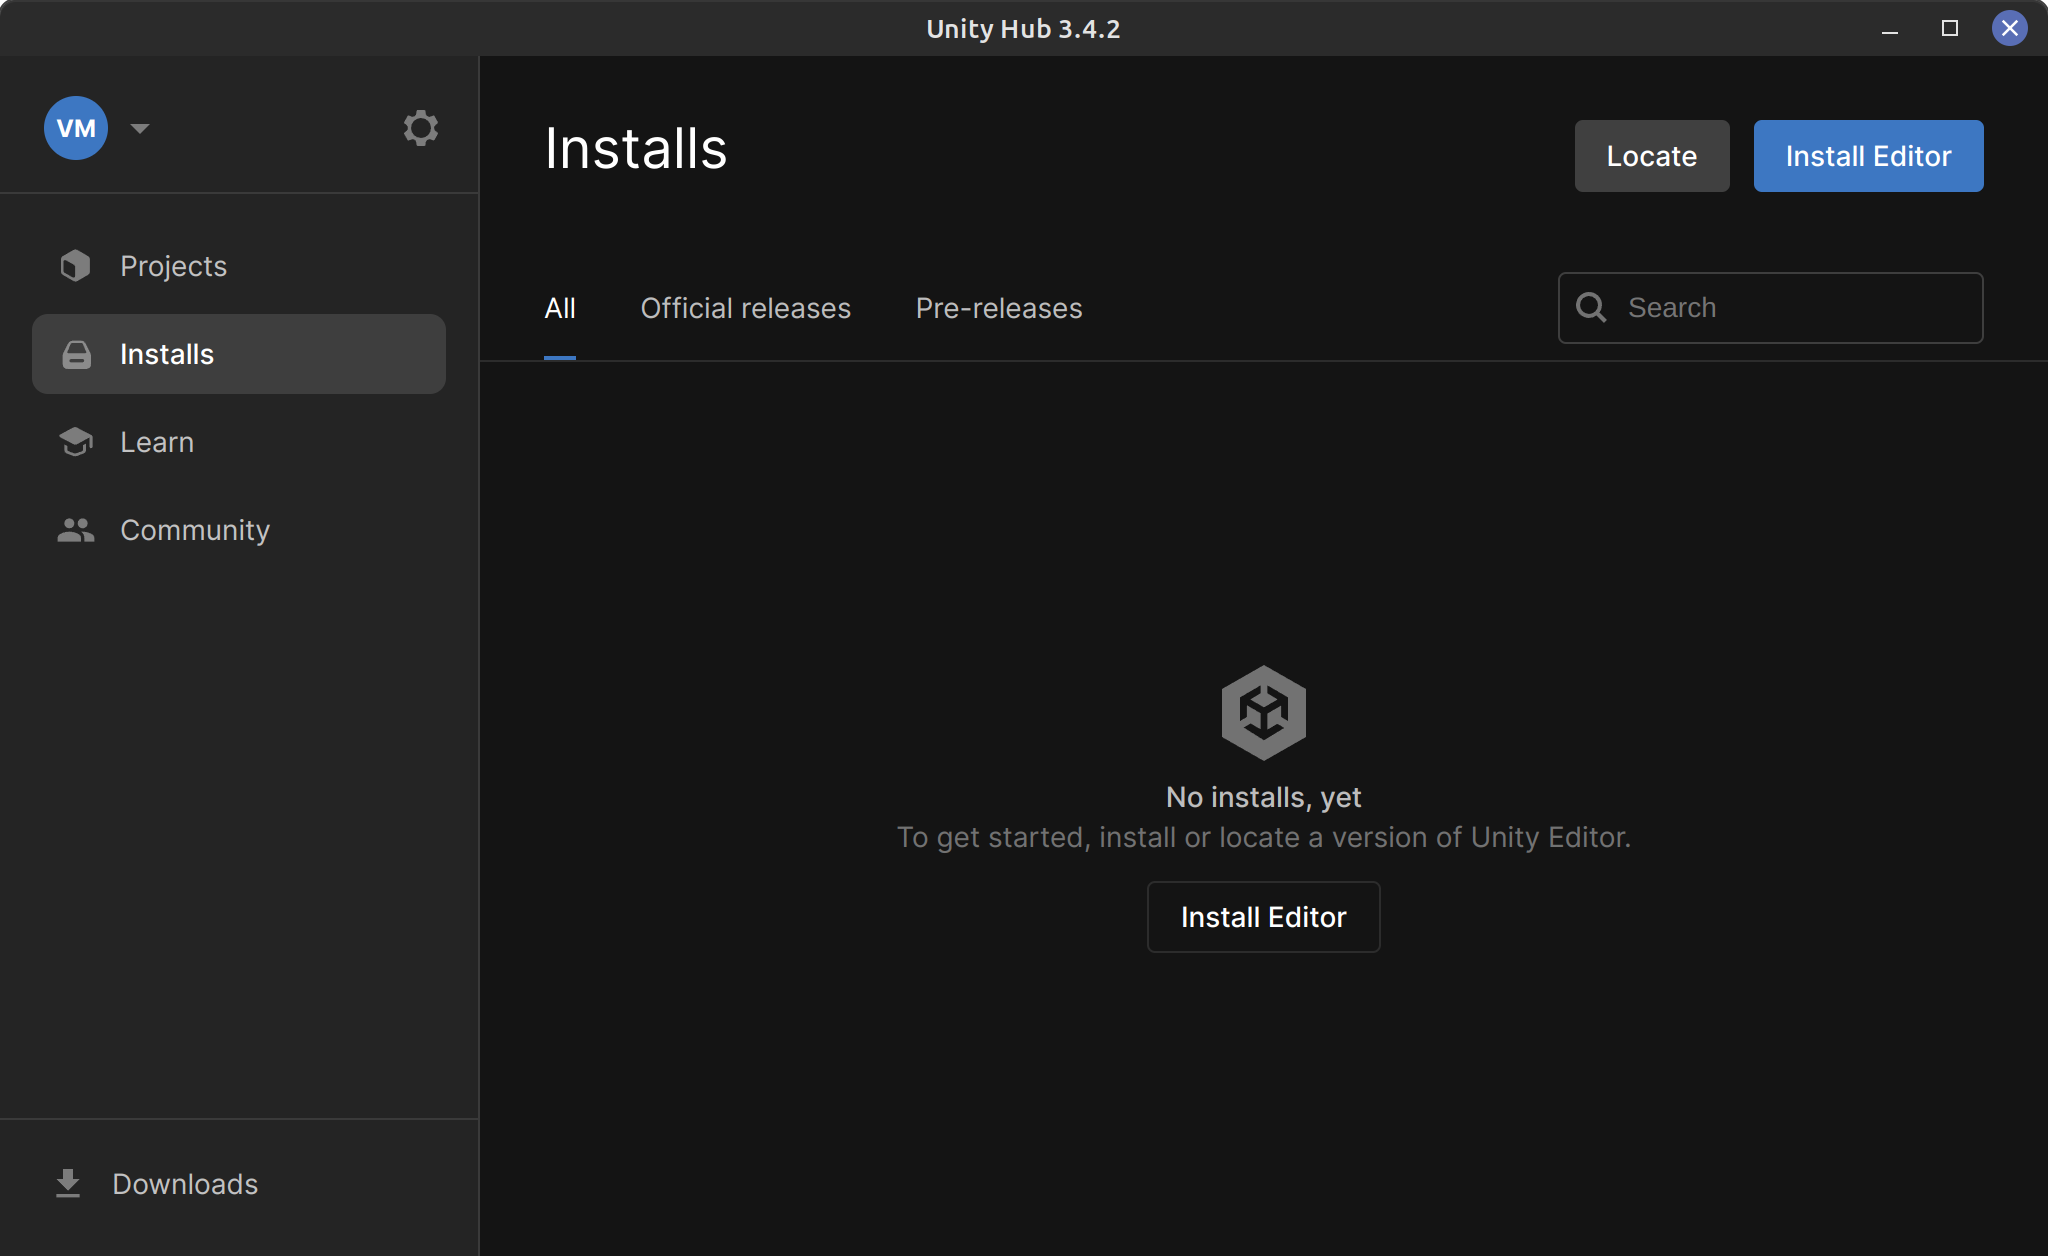 Unity Hub 3.4.2
VM
Projects
Installs
Learn
Community
Downloads
Installs
Locate
Install Editor
All
Official releases
Pre-releases
Search
No installs, yet
To get started, install or locate a version of Unity Editor.
Install Editor